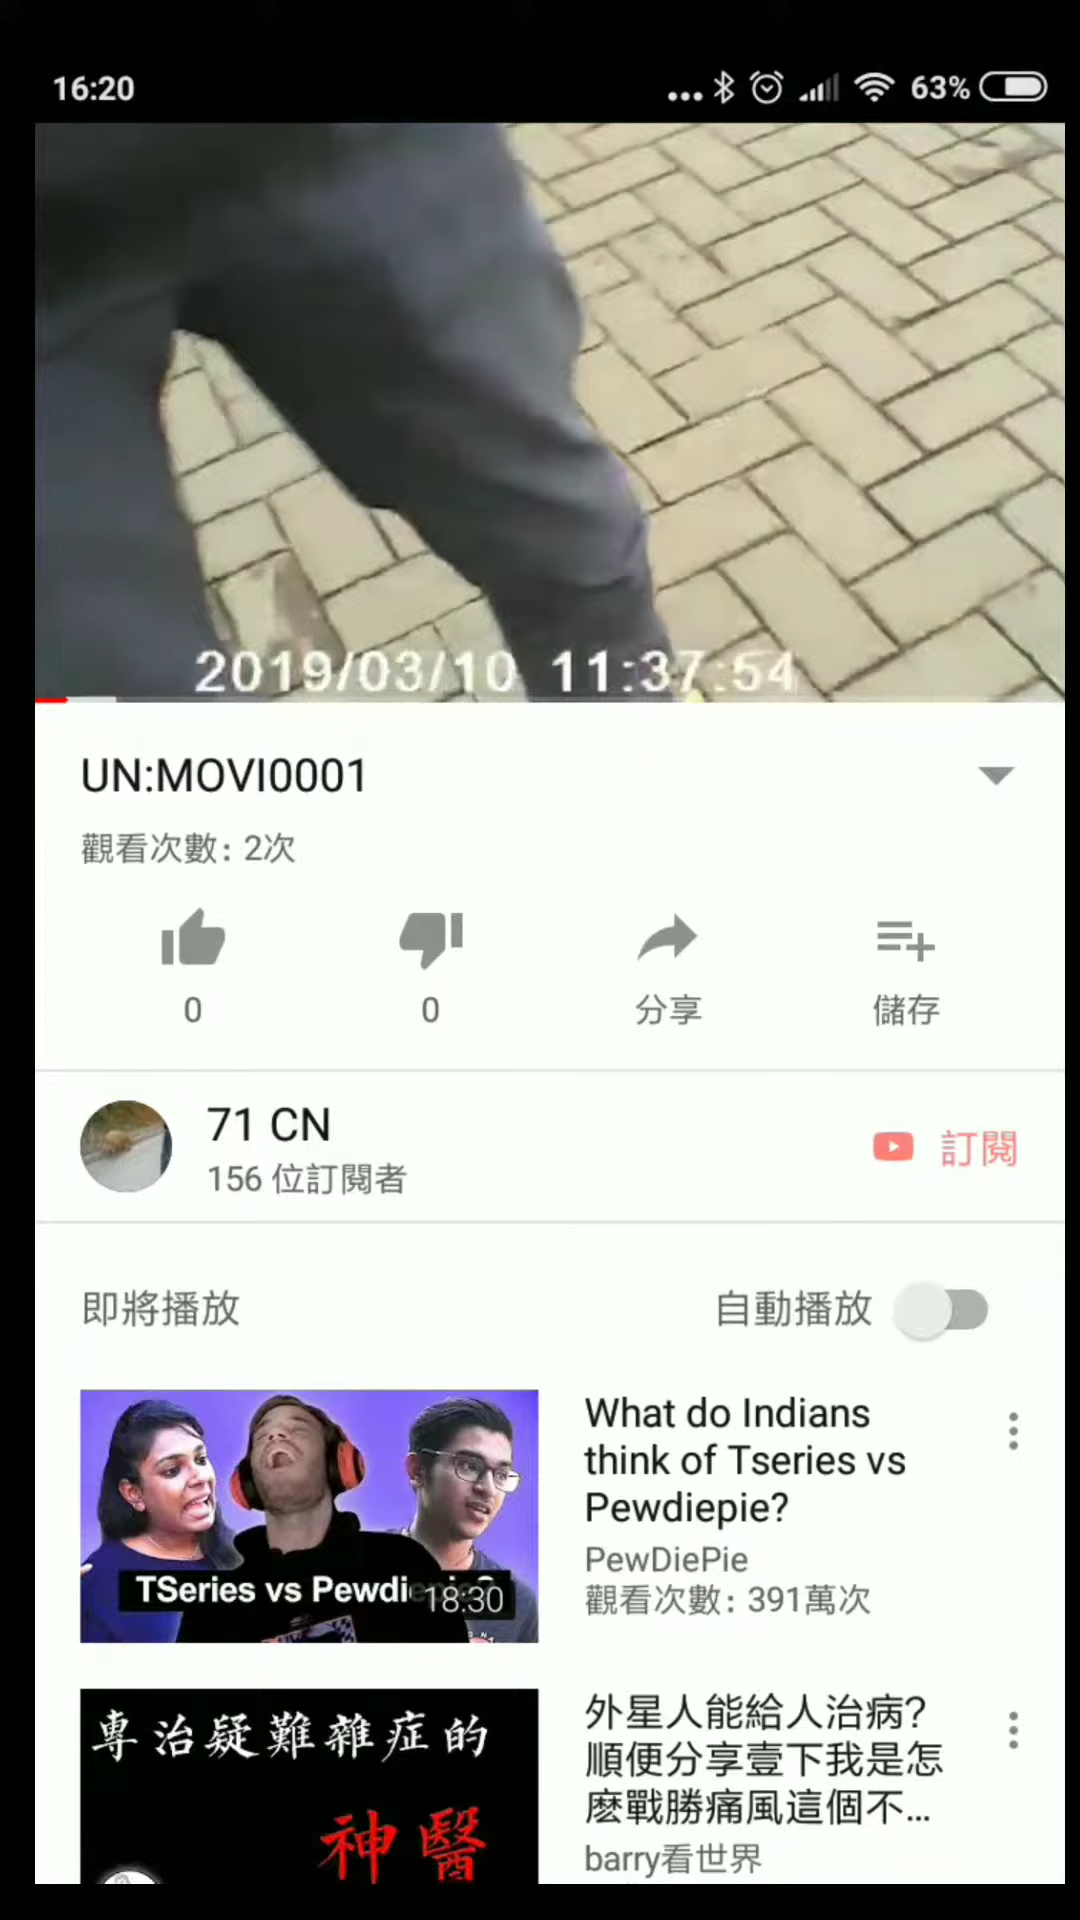 16:20
63%
2019/03/10 11:37:54
UN:MOVI0001
觀看次數：2次
0
0
分享
儲存
71 CN
156 位訂閱者
訂閱
即將播放
自動播放
TSeries vs Pewdiepie?
18:30
What do Indians
think of Tseries vs
Pewdiepie?
PewDiePie
觀看次數：391萬次
專治疑難雜症的
神醫
外星人能給人治病?
順便分享壹下我是怎
麽戰勝痛風這個不...
barry看世界